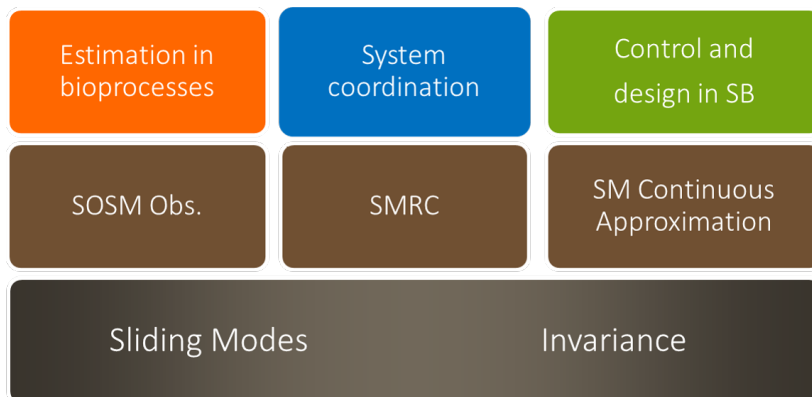 Estimation in
bioprocesses
System
coordination
Control and
design in SB
SOSM Obs.
SMRC
SM Continuous
Approximation
Sliding Modes
Invariance